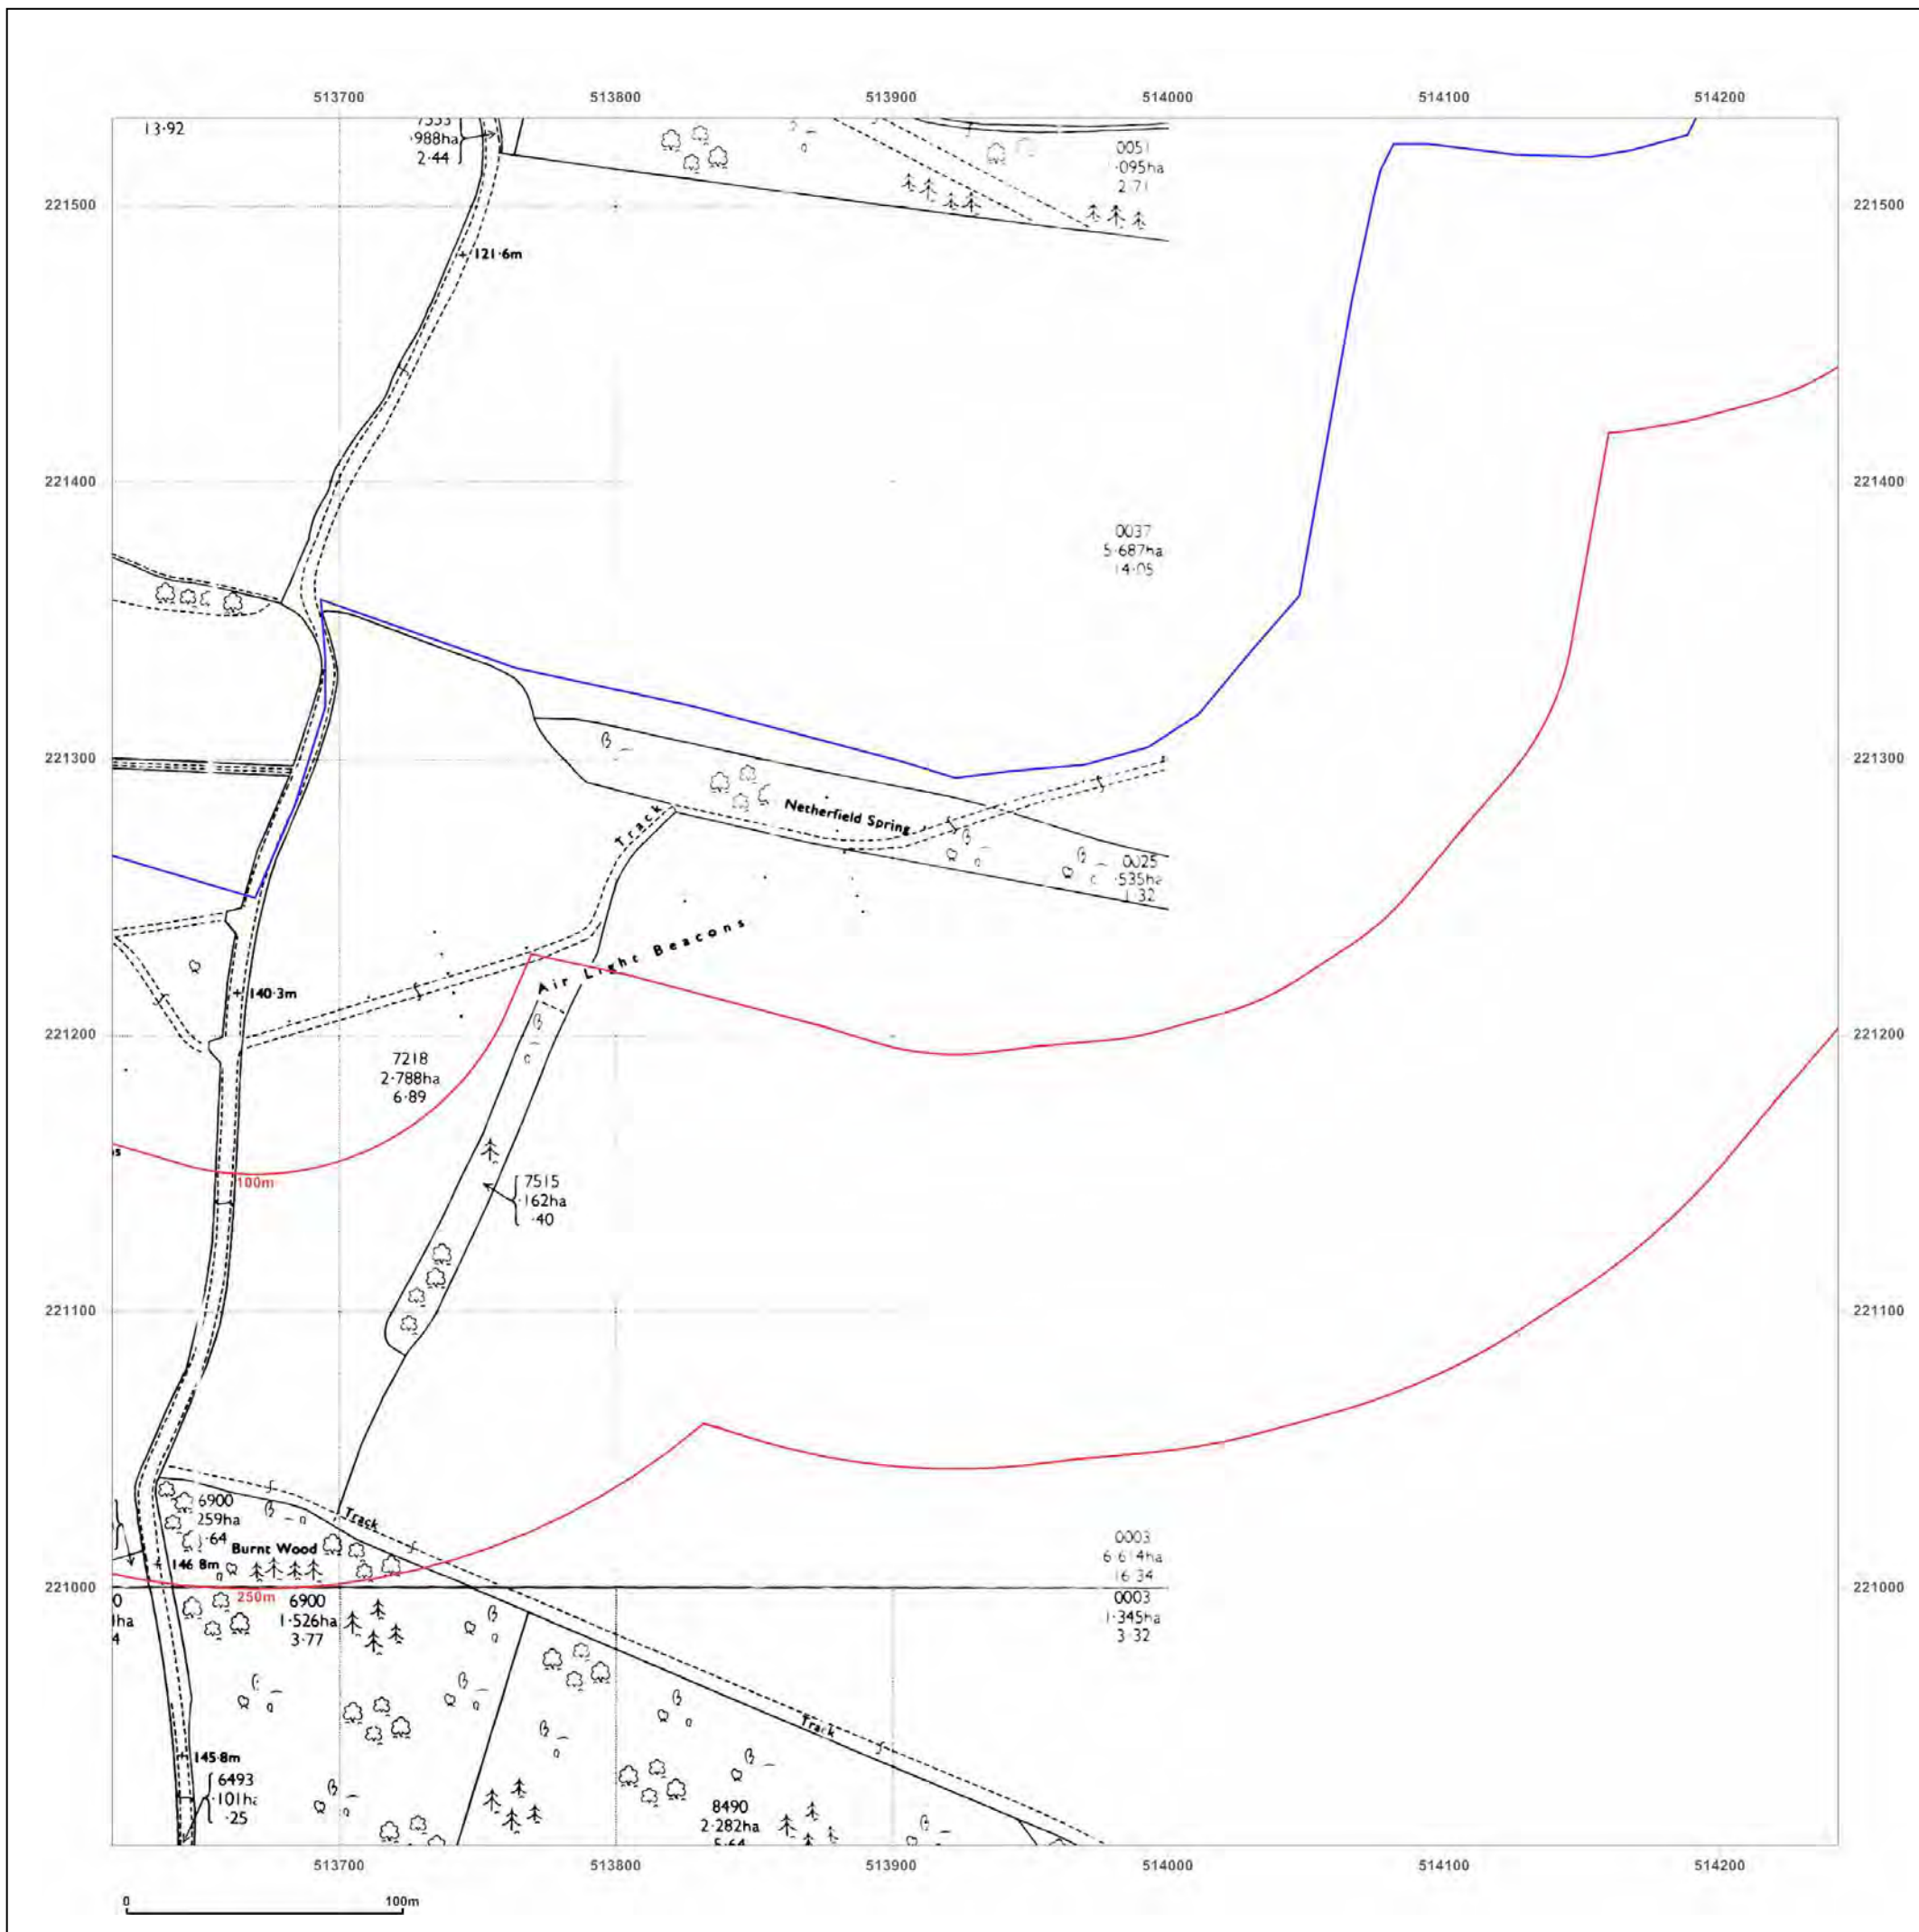 513700 513800 513900 514000 514100 514200
13·92
·988ha
2·44
0051
·095ha
2·71
221500 221500
121·6m
221400 221400
0037
5·687ha
14·05
221300 221300
Netherfield Spring
Track
0025
·535ha
1·32
Air Light Beacons
140·3m
221200 221200
7218
2·788ha
6·89
100m
7515
·162ha
·40
221100 221100
Track
6900
259ha
·64
Burnt Wood
146·8m
0003
6·614ha
16·34
221000 221000
250m
6900
1·526ha
3·77
0003
1·345ha
3·32
0
ha
4
Track
145·8m
6493
·101ha
·25
8490
2·282ha
5·64
513700 513800 513900 514000 514100 514200
0 100m